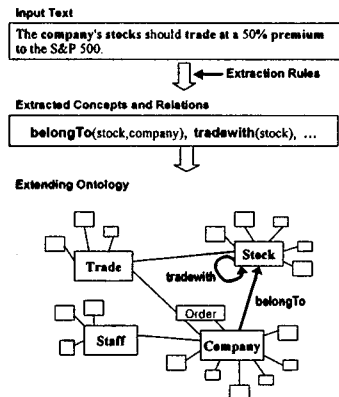 Input Text
The company's stocks should trade at a 50% premium
to the S&P 500.
Extraction Rules
Extracted Concepts and Relations
belongTo(stock,company), tradewith(stock), ...
Extending Ontology
Trade
Stock
tradewith
belongTo
Order
Staff
Company